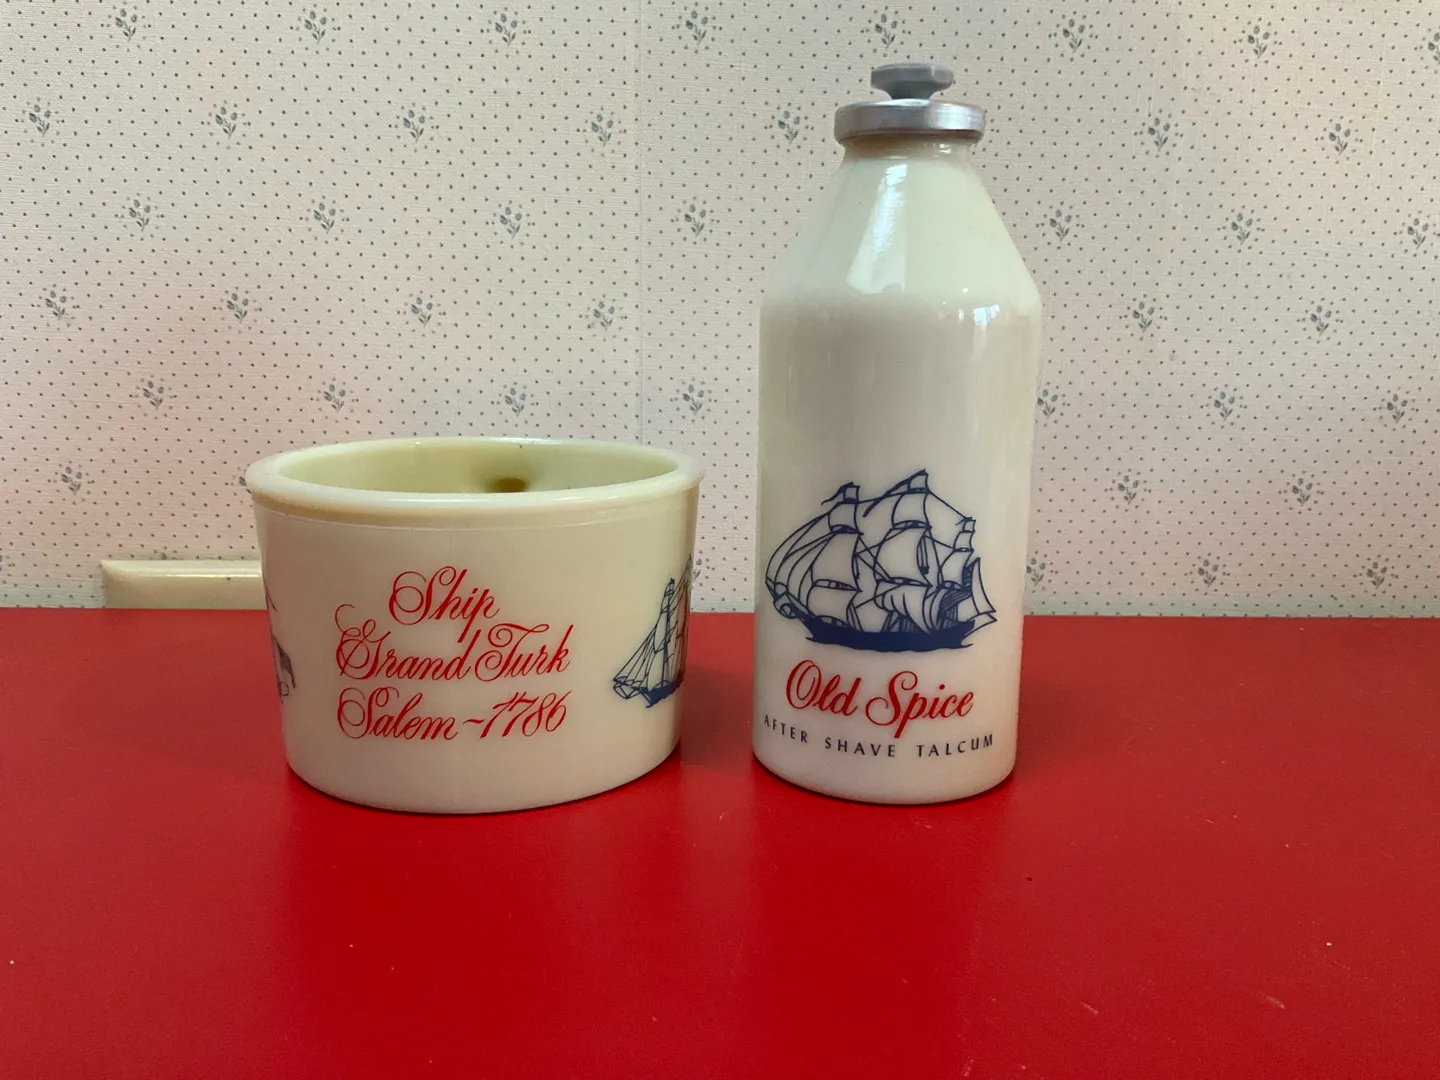 Ship
Grand Turk
Salem ~ 1786
Old Spice
AFTER SHAVE TALCUM